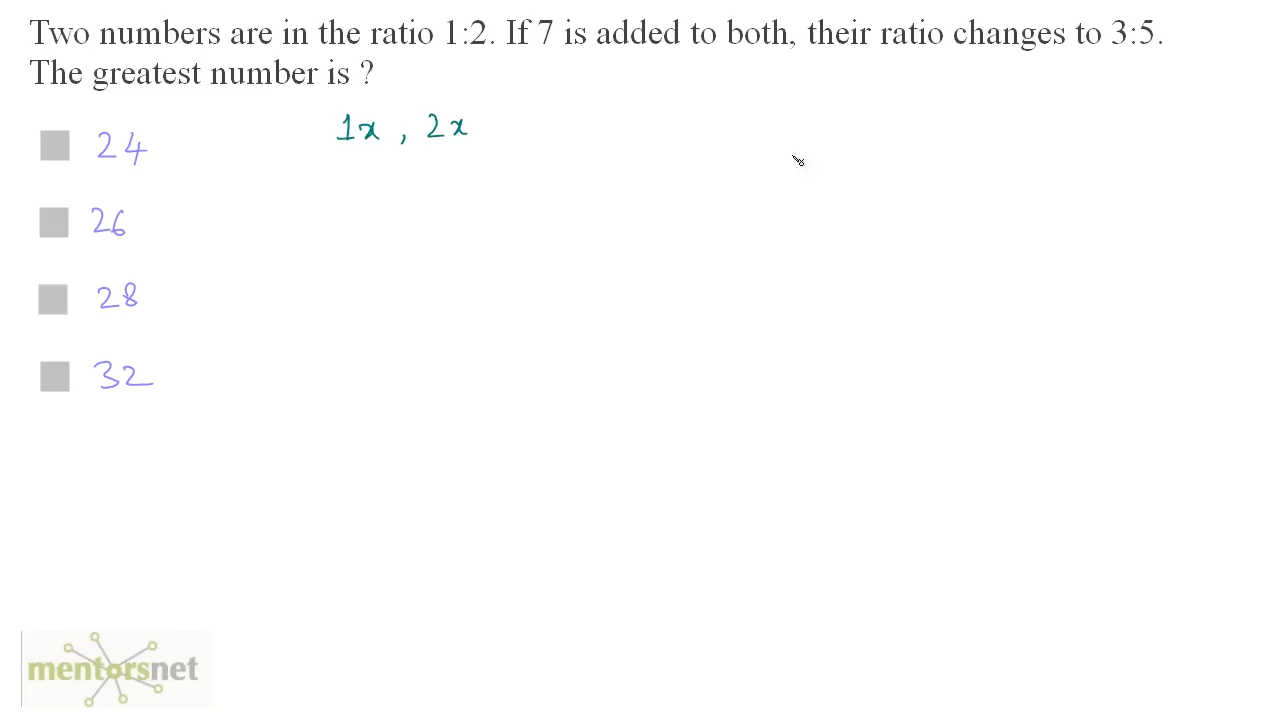 Two numbers are in the ratio 1:2. If 7 is added to both, their ratio changes to 3:5.
The greatest number is ?
1x , 2x
24
26
28
32
mentorsnet